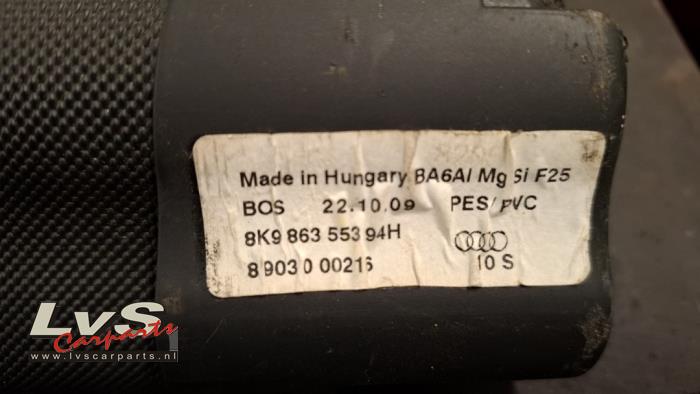 Made in Hungary BA6Al Mg Si F25
BOS 22.10.09 PES/PVC
8K9 863 553 94H
8 903 0 00216 10 S
LvS
Carparts
www.lvscarparts.nl